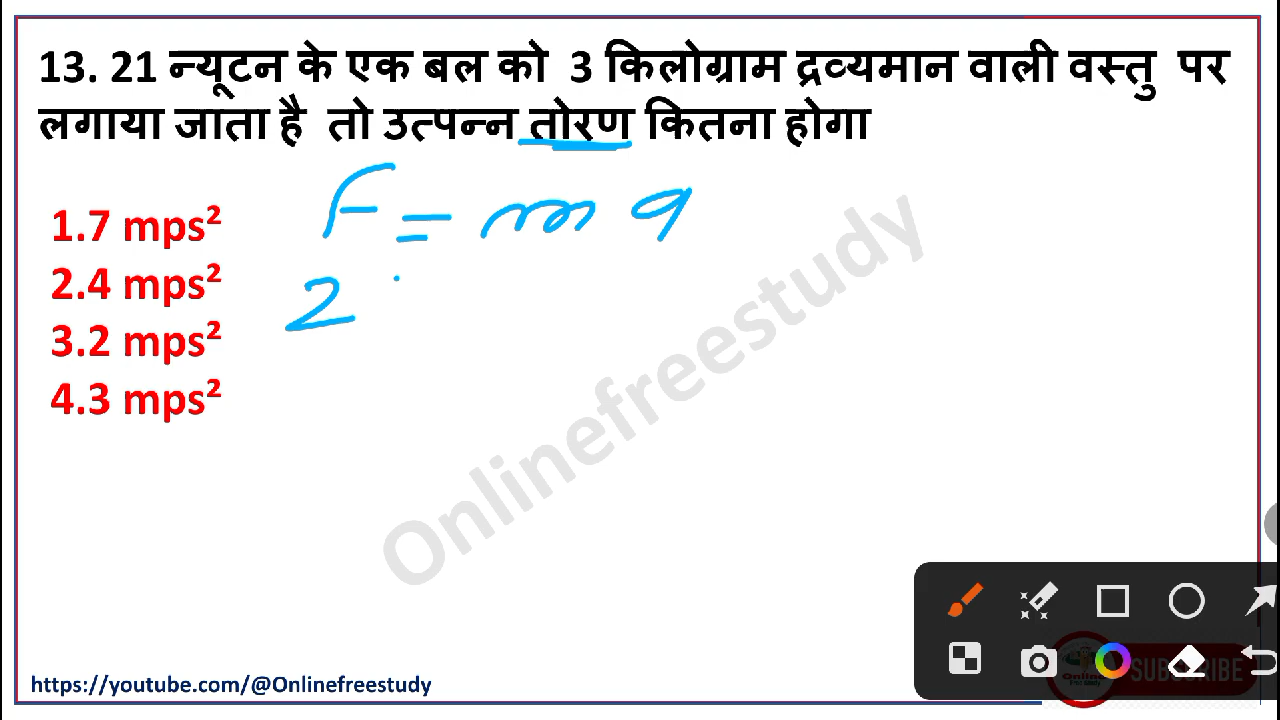 13. 21 न्यूटन के एक बल को 3 किलोग्राम द्रव्यमान वाली वस्तु पर
लगाया जाता है तो उत्पन्न तोरण कितना होगा
1.7 mps²
2.4 mps²
3.2 mps²
4.3 mps²
F = m a
2
Onlinefreestudy
SUBSCRIBE
https://youtube.com/@Onlinefreestudy